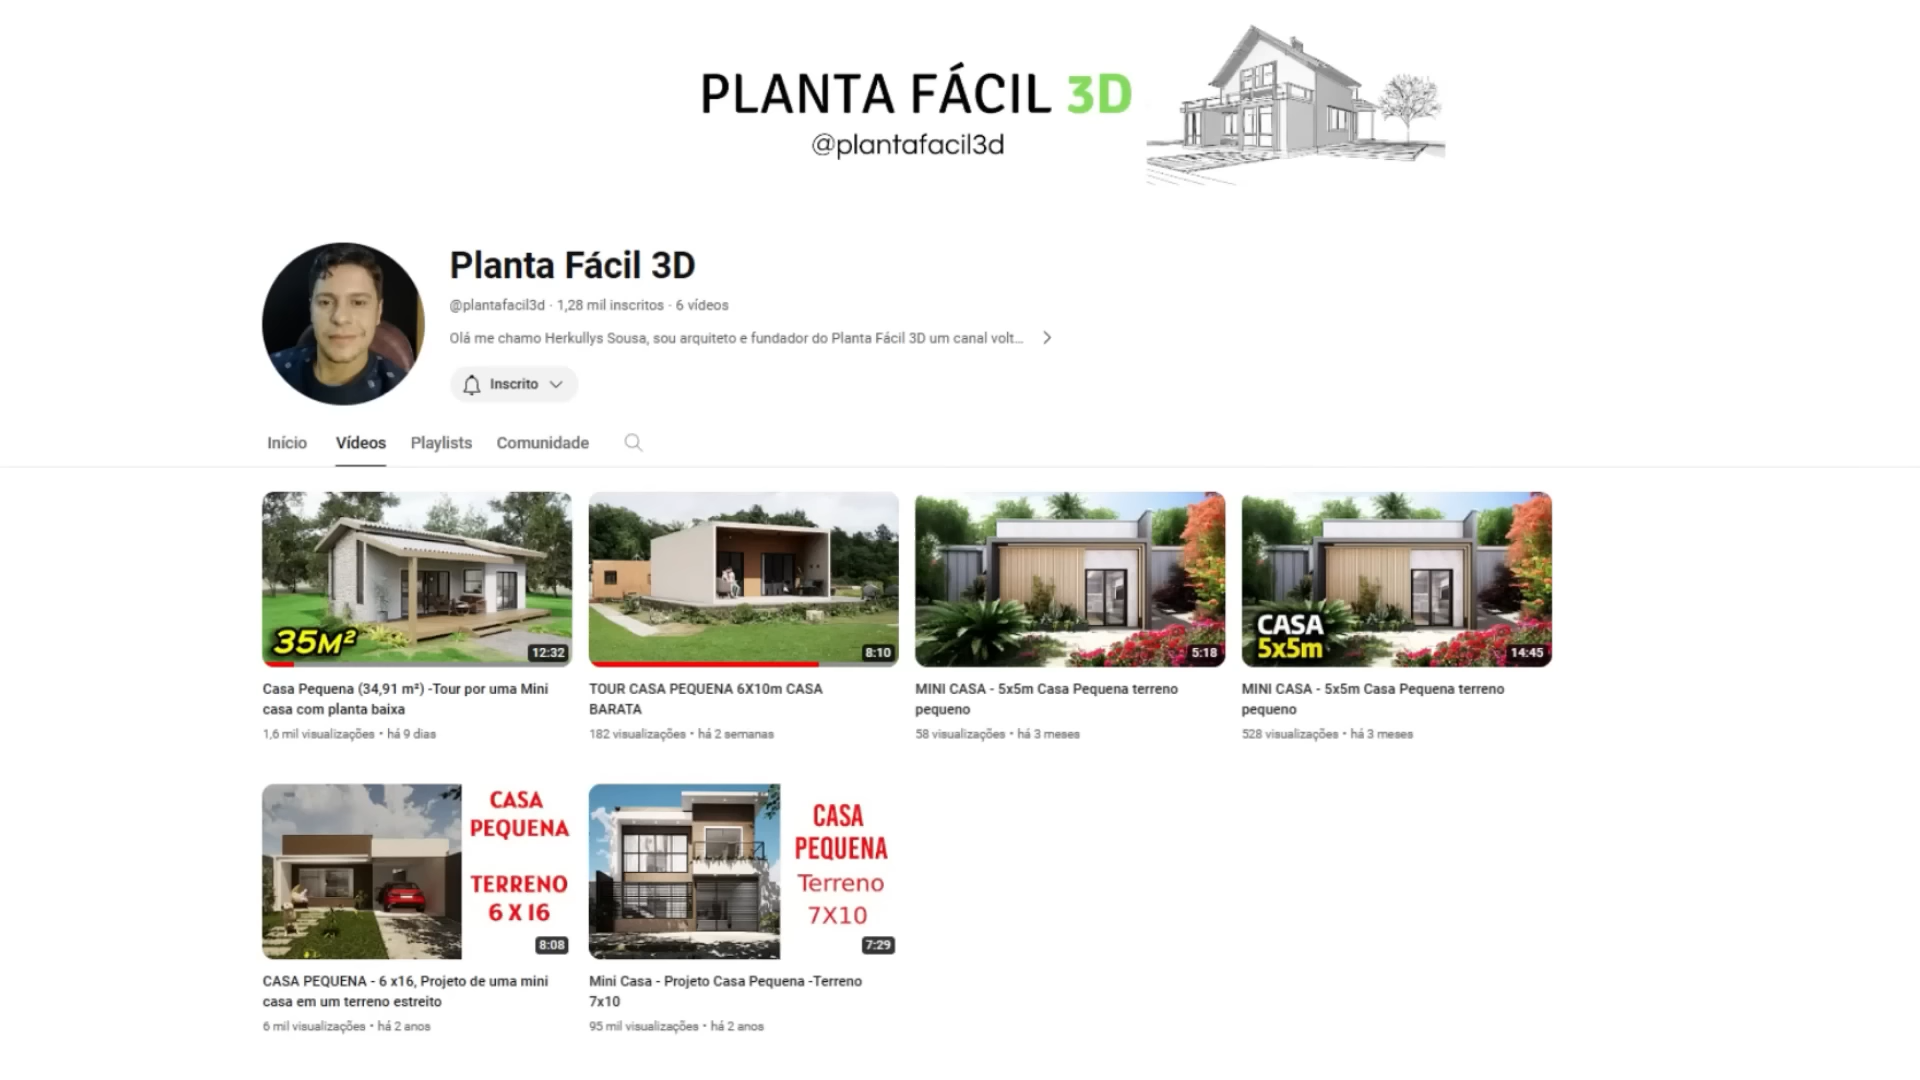 PLANTA FÁCIL 3D
@plantafacil3d
Planta Fácil 3D
@plantafacil3d · 1,28 mil inscritos · 6 vídeos
Olá me chamo Herkullys Sousa, sou arquiteto e fundador do Planta Fácil 3D um canal volt...
Inscrito
Início Vídeos Playlists Comunidade
35M²
12:32
8:10
5:18
CASA
5x5m
14:45
Casa Pequena (34,91 m²) -Tour por uma Mini
casa com planta baixa
1,6 mil visualizações • há 9 dias
TOUR CASA PEQUENA 6X10m CASA
BARATA
182 visualizações • há 2 semanas
MINI CASA - 5x5m Casa Pequena terreno
pequeno
58 visualizações • há 3 meses
MINI CASA - 5x5m Casa Pequena terreno
pequeno
528 visualizações • há 3 meses
CASA
PEQUENA
TERRENO
6 X 16
8:08
CASA
PEQUENA
Terreno
7X10
7:29
CASA PEQUENA - 6 x16, Projeto de uma mini
casa em um terreno estreito
6 mil visualizações • há 2 anos
Mini Casa - Projeto Casa Pequena -Terreno
7x10
95 mil visualizações • há 2 anos